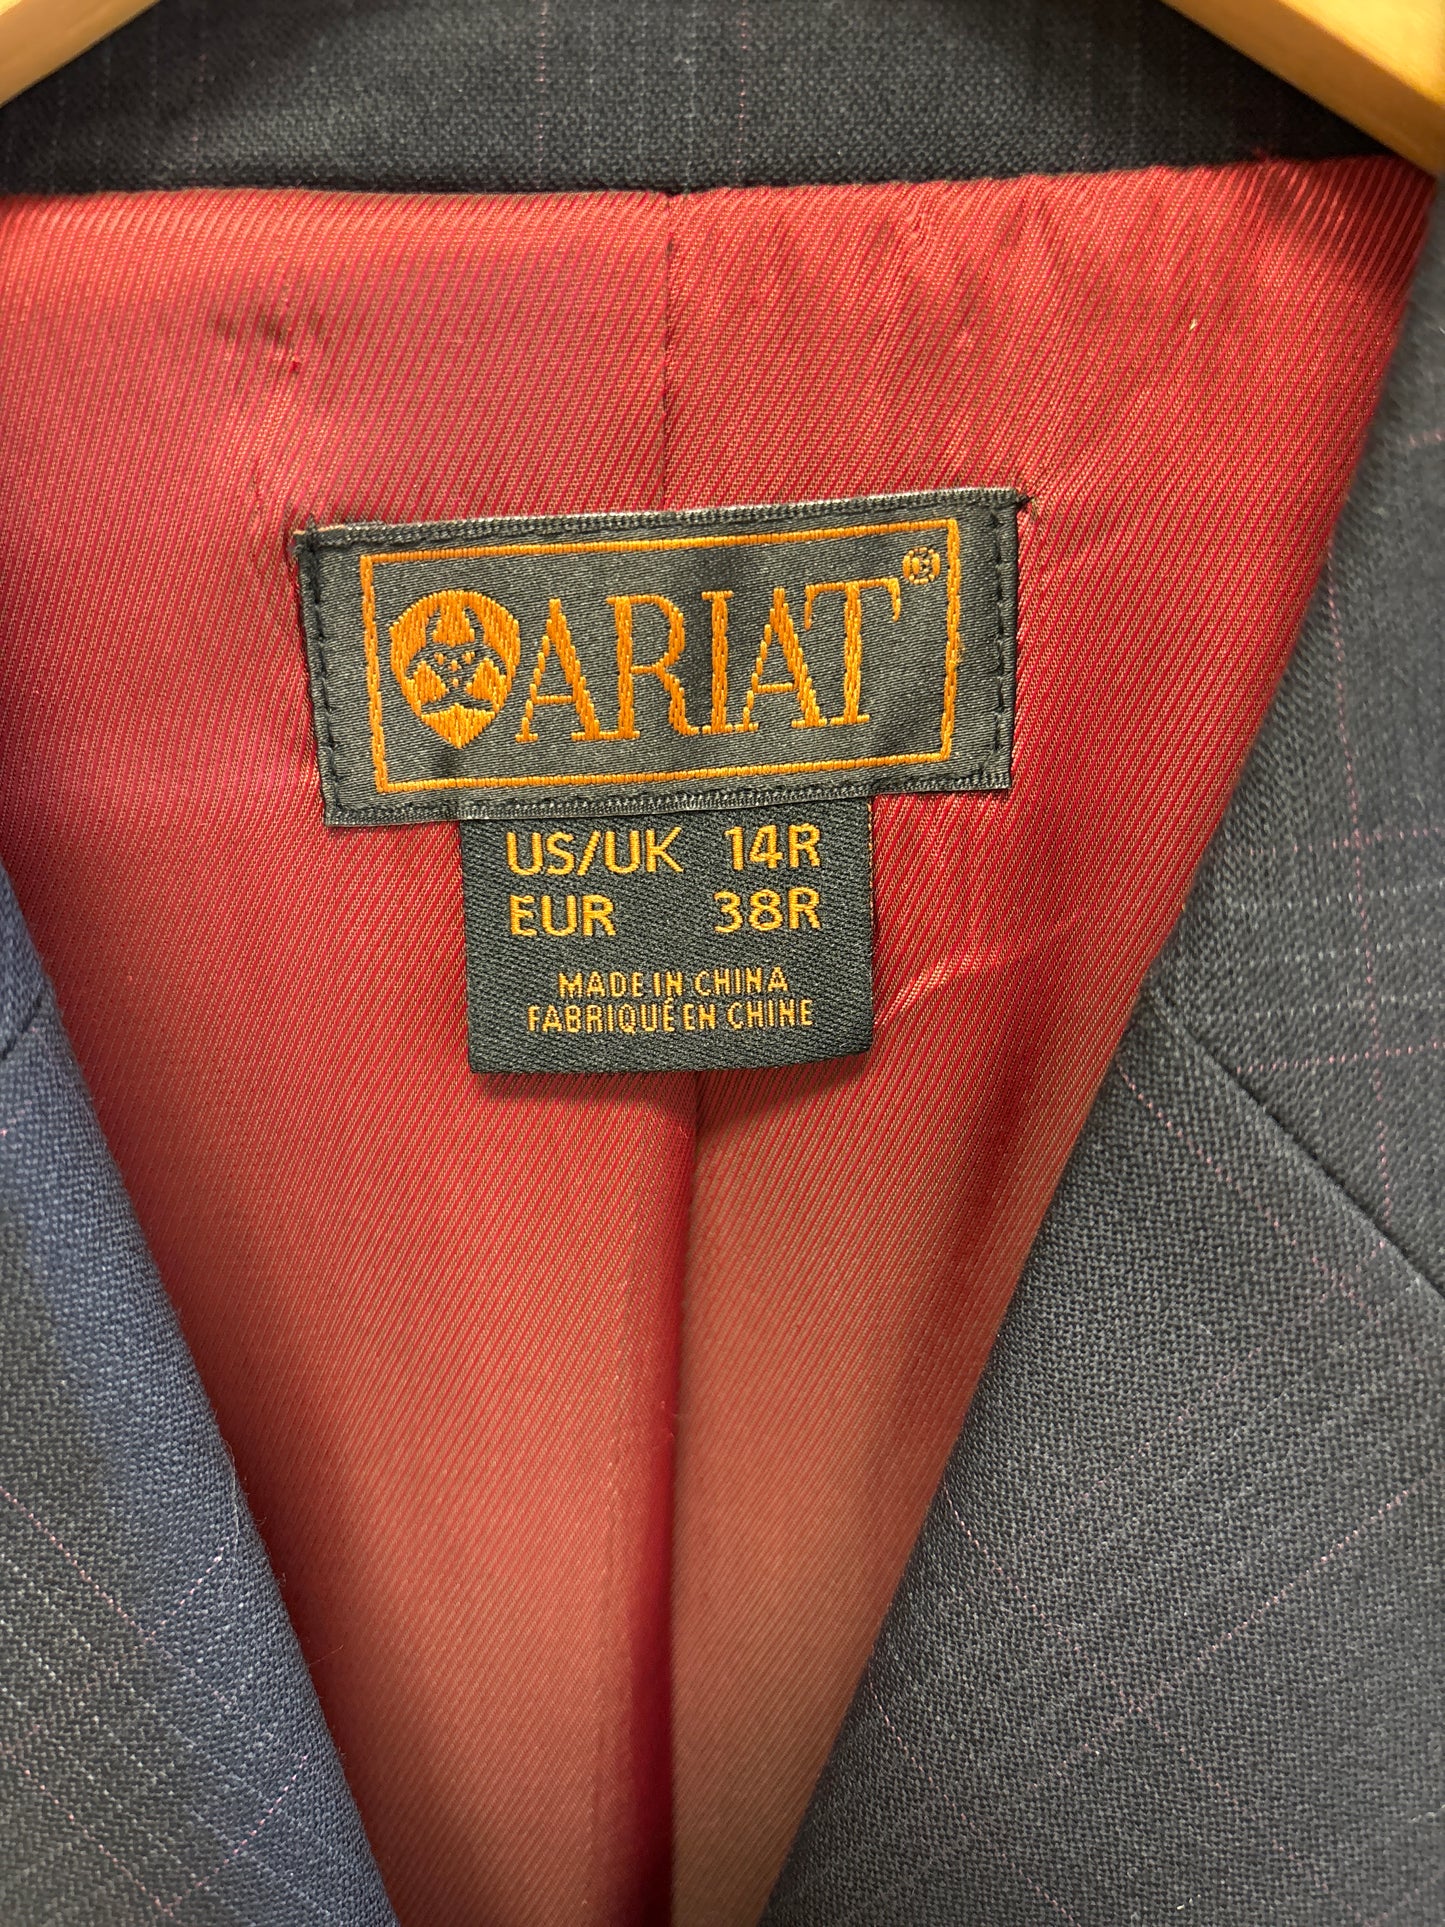 ARIAT®
US/UK 14R
EUR 38R
MADE IN CHINA
FABRIQUÉ EN CHINE